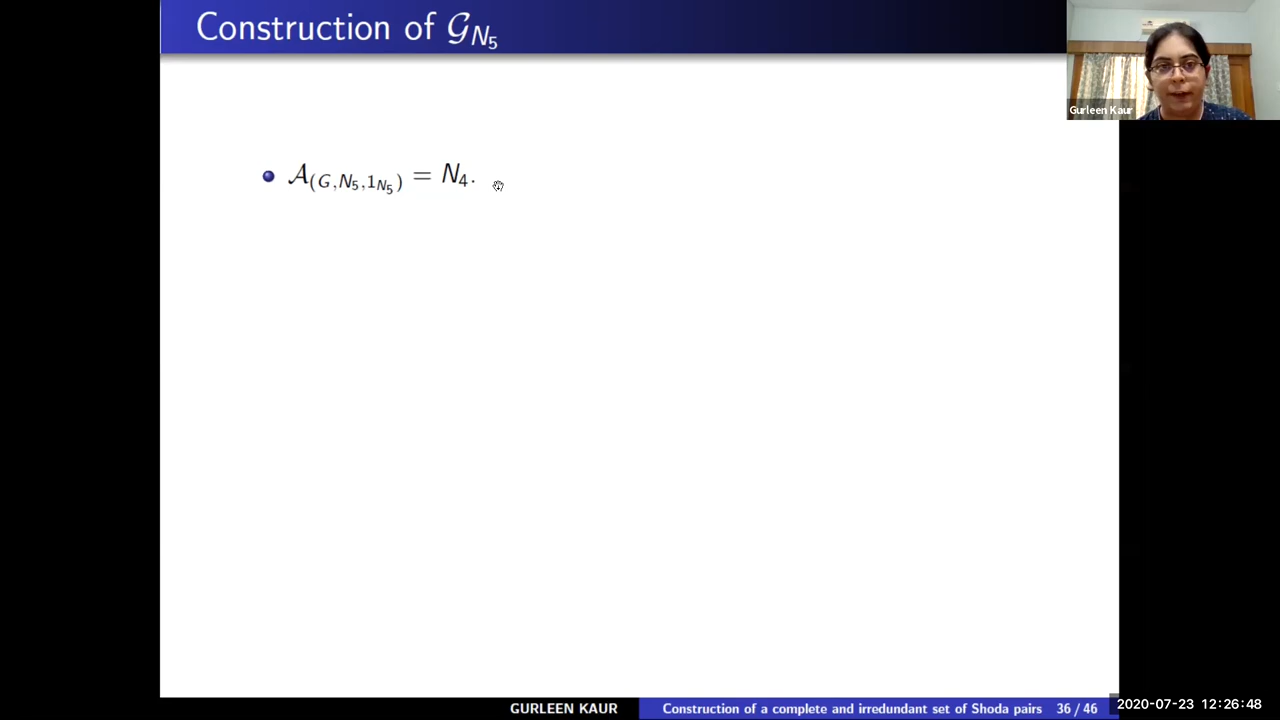 Construction of 𝒢_{N_5}
Gurleen Kaur
𝒜_{(G,N_5,1_{N_5})} = N_4.
GURLEEN KAUR
Construction of a complete and irredundant set of Shoda pairs 36 / 46
2020-07-23 12:26:48